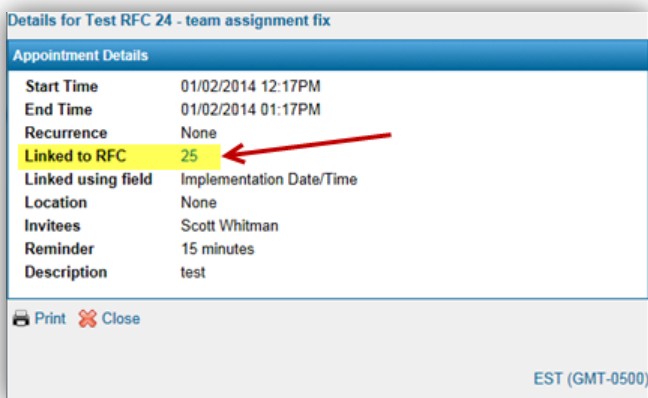 Details for Test RFC 24 - team assignment fix
Appointment Details
Start Time 01/02/2014 12:17PM
End Time 01/02/2014 01:17PM
Recurrence None
Linked to RFC 25
Linked using field Implementation Date/Time
Location None
Invitees Scott Whitman
Reminder 15 minutes
Description test
Print Close
EST (GMT-0500)